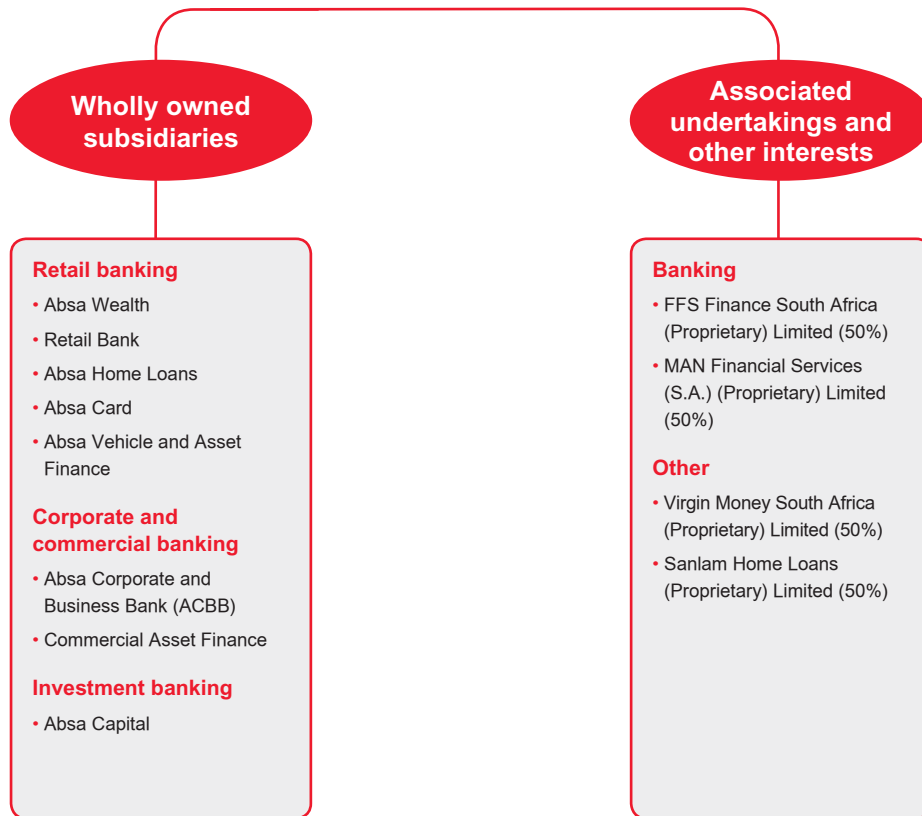 Wholly owned
subsidiaries
Retail banking
• Absa Wealth
• Retail Bank
• Absa Home Loans
• Absa Card
• Absa Vehicle and Asset
Finance
Corporate and
commercial banking
• Absa Corporate and
Business Bank (ACBB)
• Commercial Asset Finance
Investment banking
• Absa Capital
Associated
undertakings and
other interests
Banking
• FFS Finance South Africa
(Proprietary) Limited (50%)
• MAN Financial Services
(S.A.) (Proprietary) Limited
(50%)
Other
• Virgin Money South Africa
(Proprietary) Limited (50%)
• Sanlam Home Loans
(Proprietary) Limited (50%)